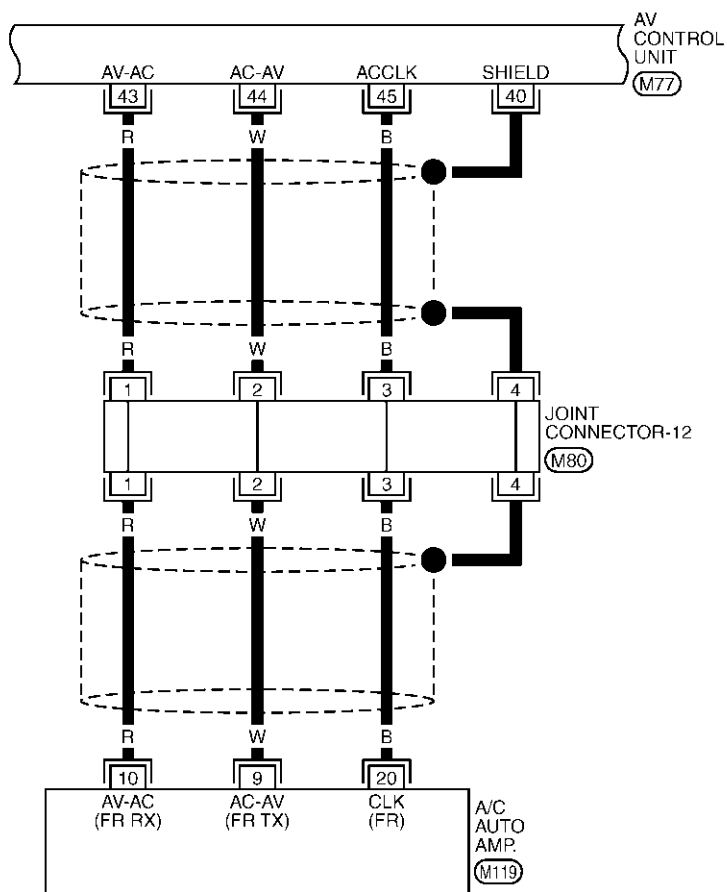 AV
CONTROL
UNIT
M77
AV-AC AC-AV ACCLK SHIELD
43 44 45 40
R W B
R W B
1 2 3 4
JOINT
CONNECTOR-12
M80
1 2 3 4
R W B
R W B
10 9 20
AV-AC AC-AV CLK
(FR RX) (FR TX) (FR)
A/C
AUTO
AMP.
M119